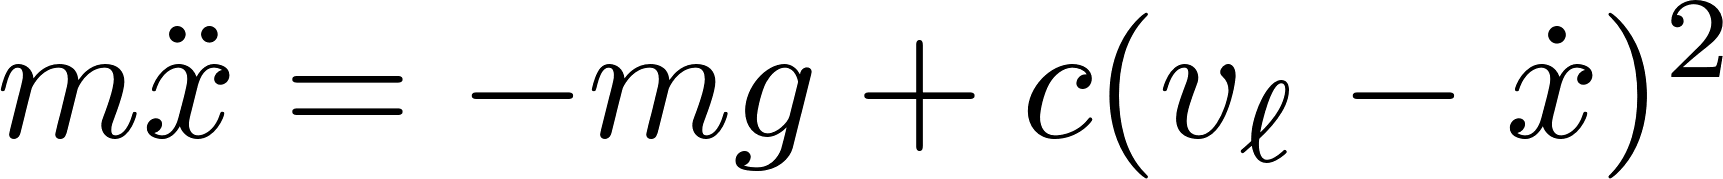 mẍ = −mg + c(v_ℓ − ẋ)²